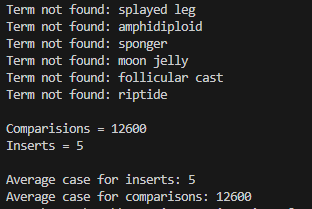 Term not found: splayed leg
Term not found: amphidiploid
Term not found: sponger
Term not found: moon jelly
Term not found: follicular cast
Term not found: riptide
Comparisions = 12600
Inserts = 5
Average case for inserts: 5
Average case for comparisons: 12600